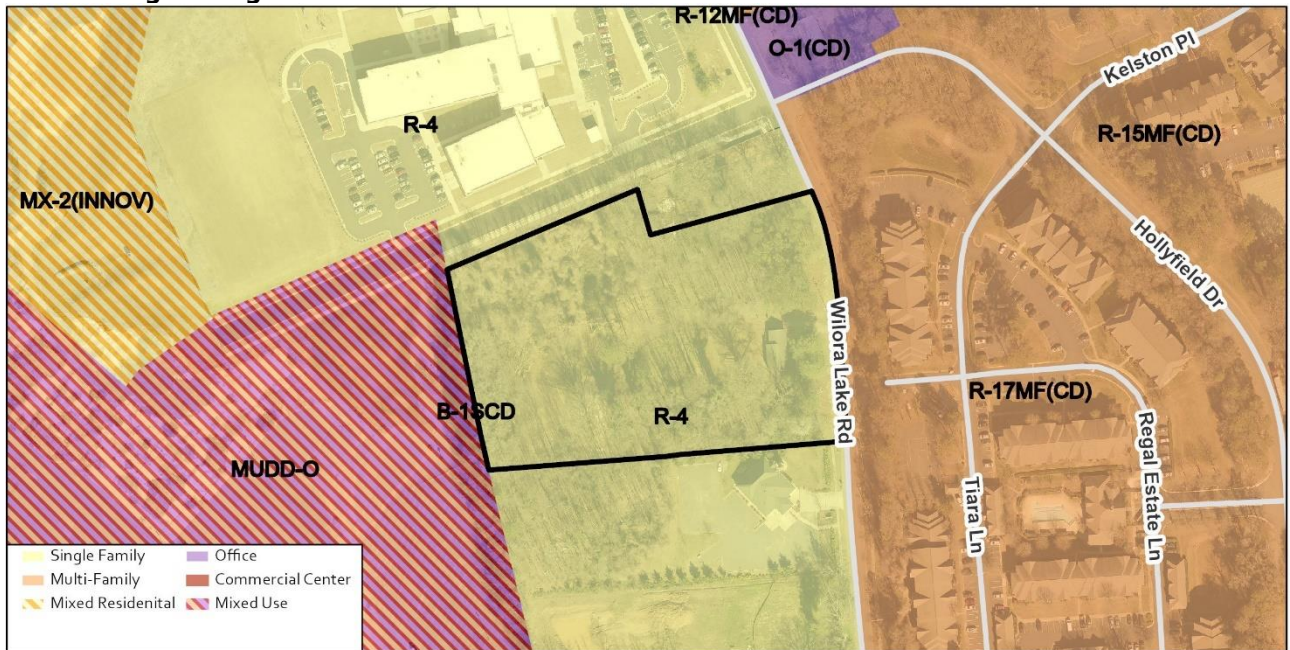 R-12MF(CD)
O-1(CD)
Kelston Pl
R-4
R-15MF(CD)
MX-2(INNOV)
Hollyfield Dr
Wilora Lake Rd
B-1SCD
R-4
R-17MF(CD)
MUDD-O
Tiara Ln
Regal Estate Ln
Single Family
Office
Multi-Family
Commercial Center
Mixed Residenital
Mixed Use